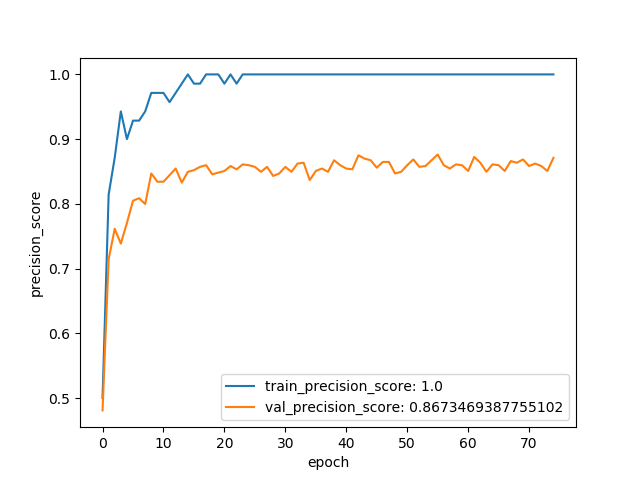 1.0
0.9
0.8
0.7
0.6
0.5
precision_score
train_precision_score: 1.0
val_precision_score: 0.8673469387755102
0 10 20 30 40 50 60 70
epoch